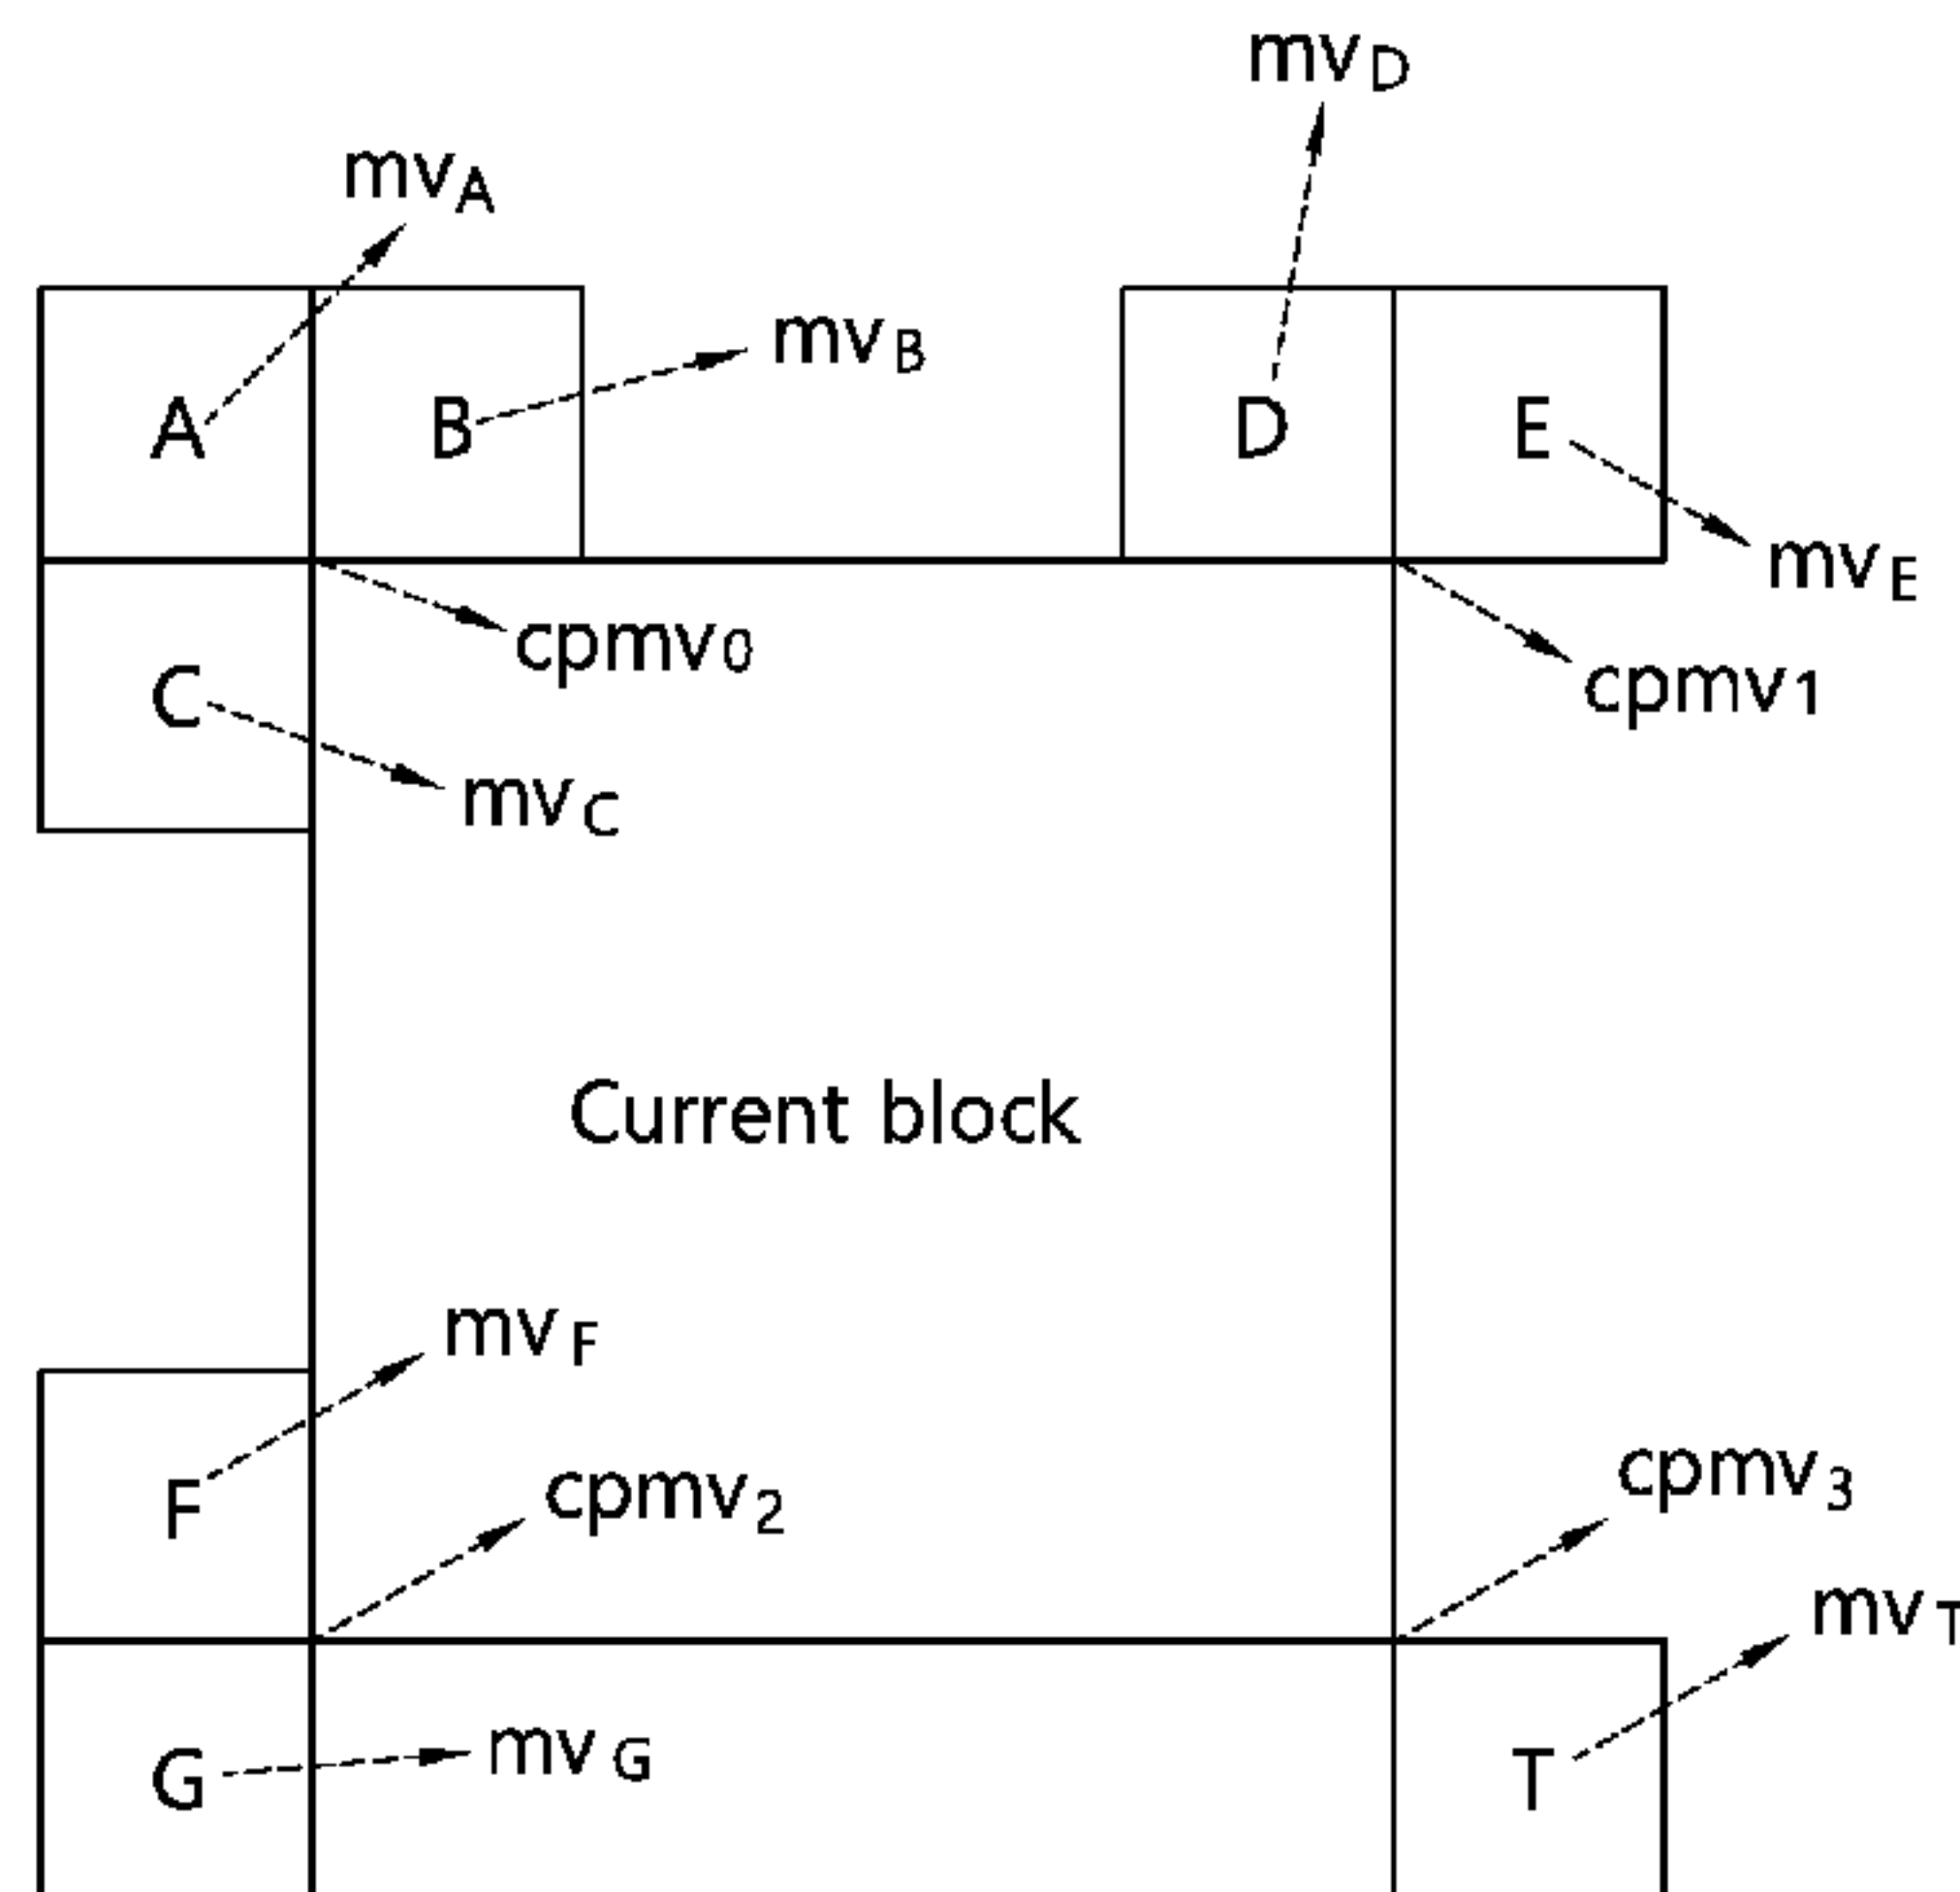 mvD
mvA
mvB
A
B
D
E
mvE
cpmv0
cpmv1
C
mvC
Current block
mvF
cpmv3
F
cpmv2
mvT
G
mvG
T